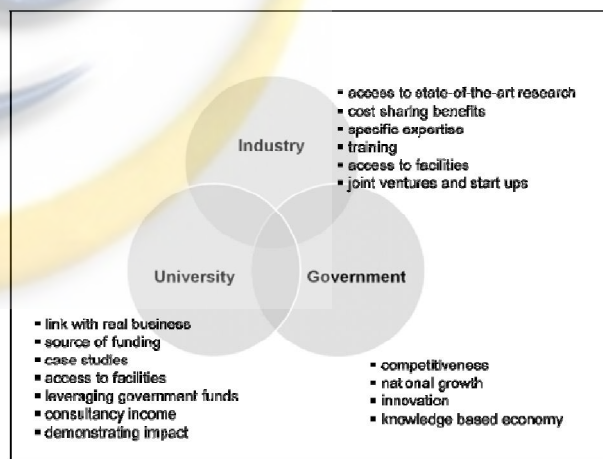 ▪ access to state-of-the-art research
▪ cost sharing benefits
▪ specific expertise
▪ training
▪ access to facilities
▪ joint ventures and start ups
Industry
University
Government
▪ link with real business
▪ source of funding
▪ case studies
▪ access to facilities
▪ leveraging government funds
▪ consultancy income
▪ demonstrating impact
▪ competitiveness
▪ national growth
▪ innovation
▪ knowledge based economy